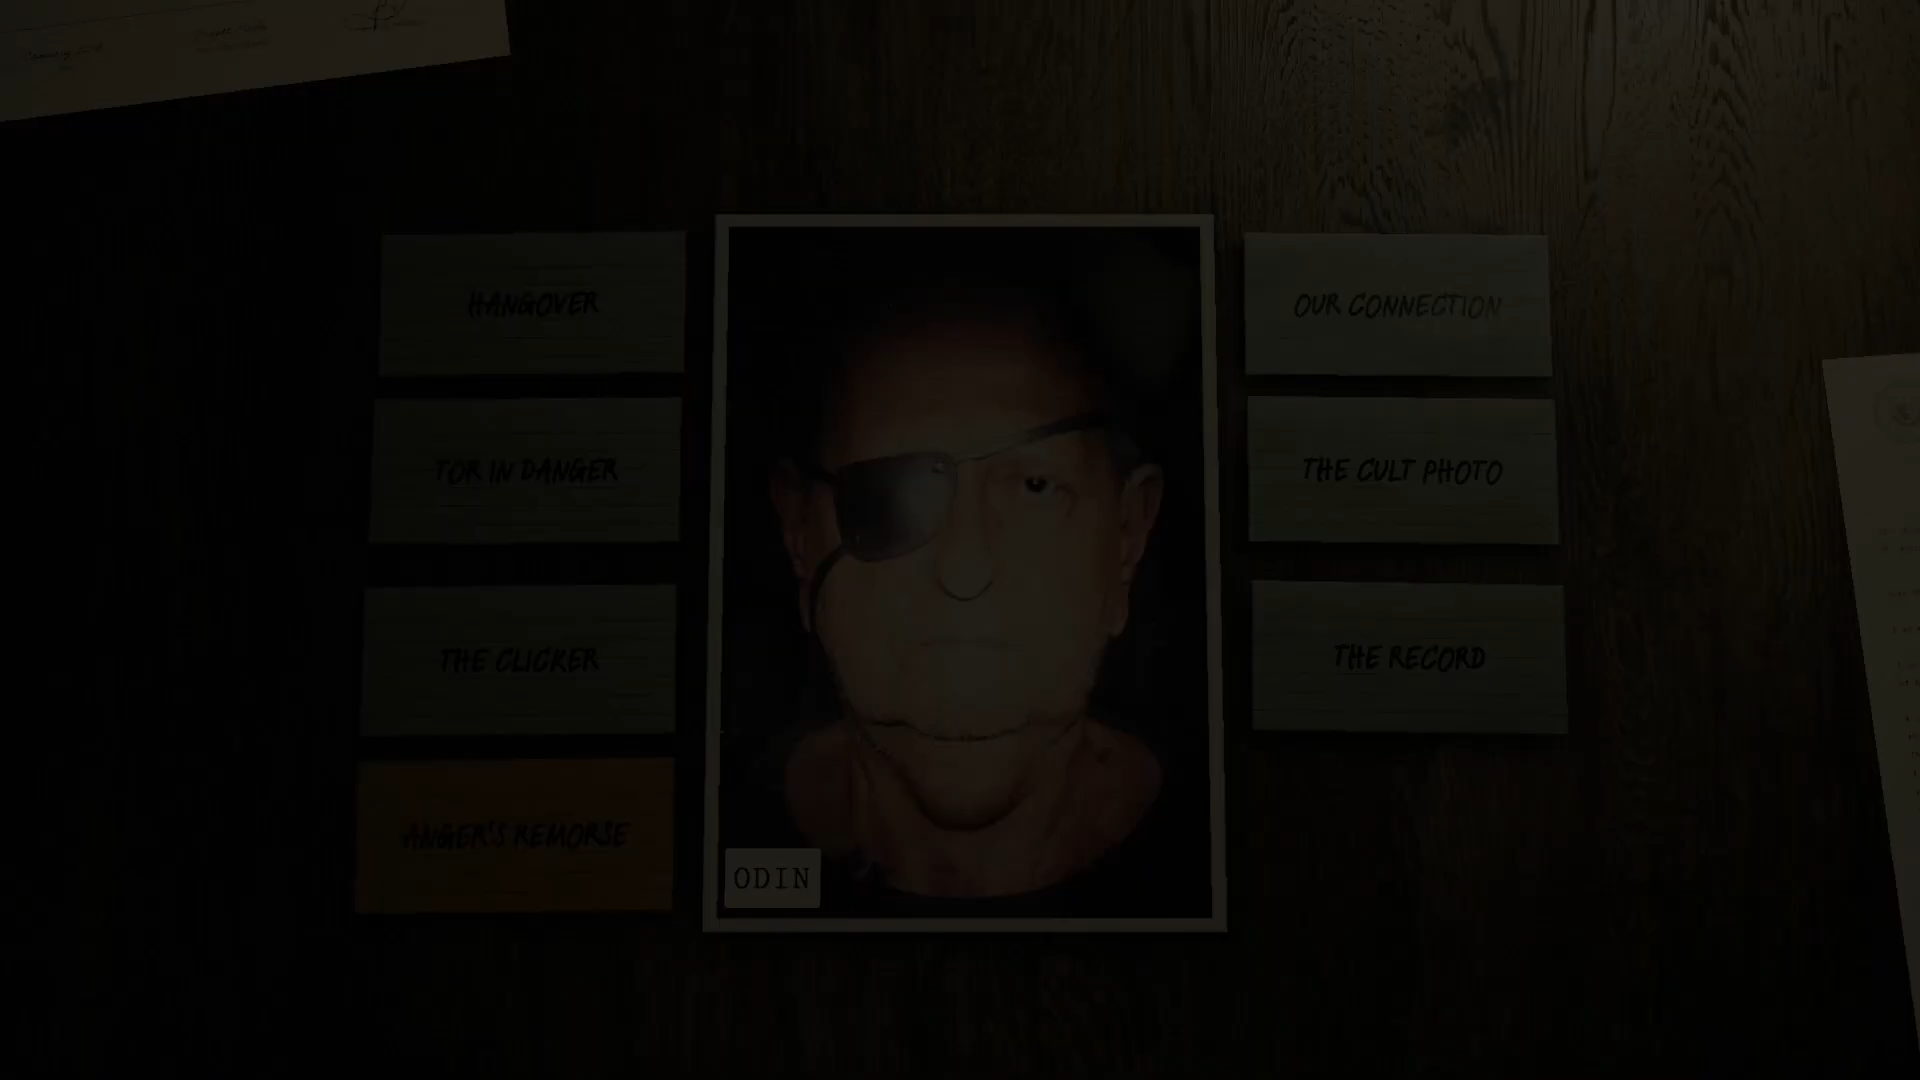 HANGOVER
TOR IN DANGER
THE CLICKER
ANGER'S REMORSE
ODIN
OUR CONNECTION
THE CULT PHOTO
THE RECORD